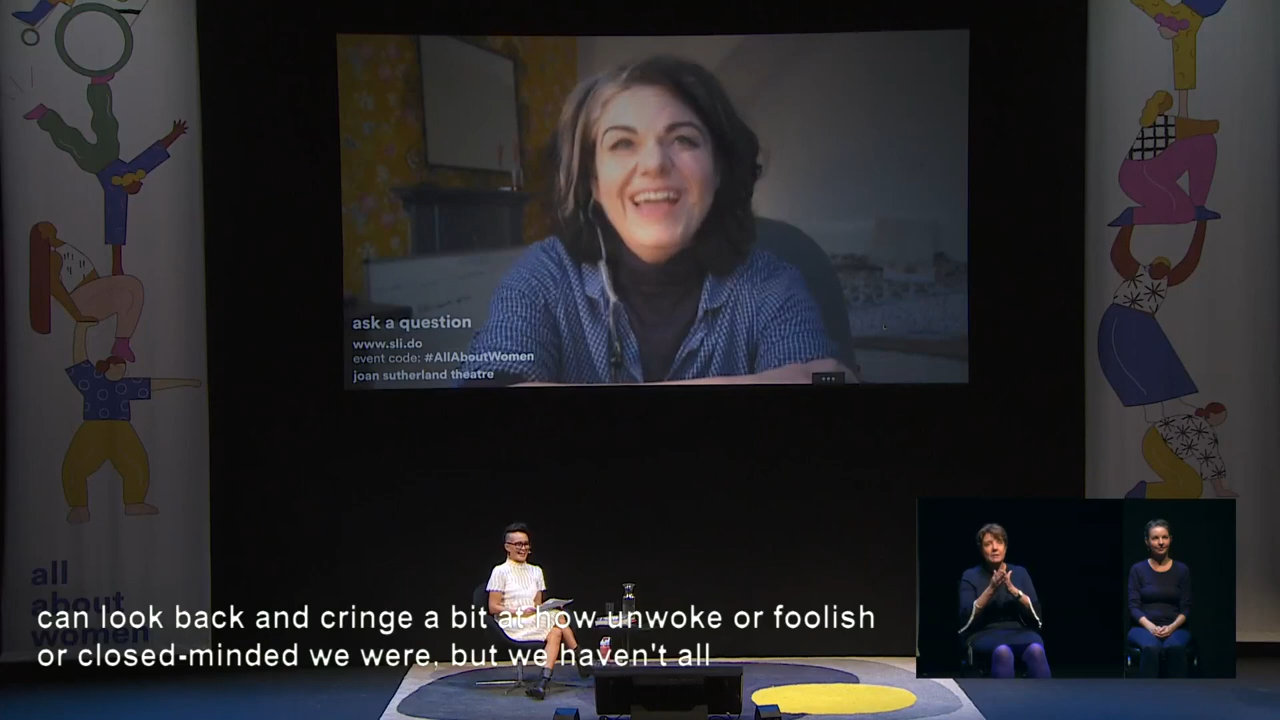 ask a question
www.sli.do
event code: #AllAboutWomen
joan sutherland theatre
all
about
women
can look back and cringe a bit at how unwoke or foolish
or closed-minded we were, but we haven't all